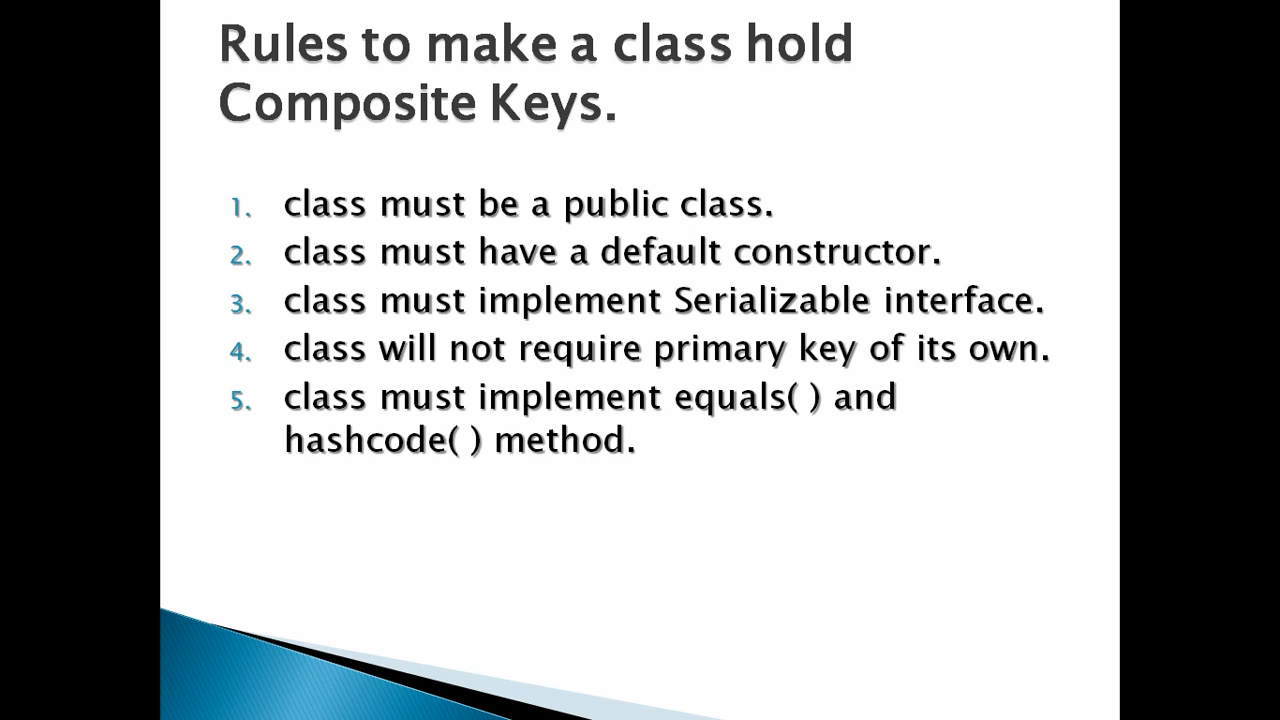 Rules to make a class hold
Composite Keys.
1. class must be a public class.
2. class must have a default constructor.
3. class must implement Serializable interface.
4. class will not require primary key of its own.
5. class must implement equals( ) and
hashcode( ) method.